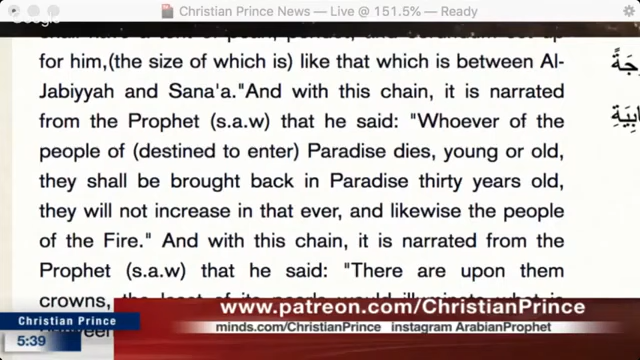 Christian Prince News — Live @ 151.5% — Ready
Google
for him,(the size of which is) like that which is between Al-
Jabiyyah and Sana'a."And with this chain, it is narrated
from the Prophet (s.a.w) that he said: "Whoever of the
people of (destined to enter) Paradise dies, young or old,
they shall be brought back in Paradise thirty years old,
they will not increase in that ever, and likewise the people
of the Fire." And with this chain, it is narrated from the
Prophet (s.a.w) that he said: "There are upon them
crowns,
www.patreon.com/ChristianPrince
Christian Prince
minds.com/ChristianPrince instagram ArabianProphet
5:39